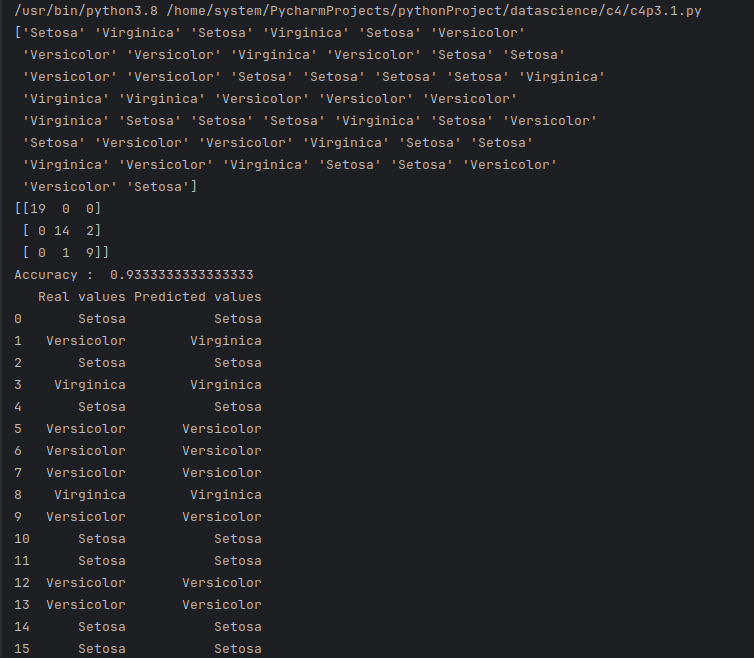 /usr/bin/python3.8 /home/system/PycharmProjects/pythonProject/datascience/c4/c4p3.1.py
['Setosa' 'Virginica' 'Setosa' 'Virginica' 'Setosa' 'Versicolor'
 'Versicolor' 'Versicolor' 'Virginica' 'Versicolor' 'Setosa' 'Setosa'
 'Versicolor' 'Versicolor' 'Setosa' 'Setosa' 'Setosa' 'Setosa' 'Virginica'
 'Virginica' 'Virginica' 'Versicolor' 'Versicolor' 'Versicolor'
 'Virginica' 'Setosa' 'Setosa' 'Setosa' 'Virginica' 'Setosa' 'Versicolor'
 'Setosa' 'Versicolor' 'Versicolor' 'Virginica' 'Setosa' 'Setosa'
 'Virginica' 'Versicolor' 'Virginica' 'Setosa' 'Setosa' 'Versicolor'
 'Versicolor' 'Setosa']
[[19  0  0]
 [ 0 14  2]
 [ 0  1  9]]
Accuracy :  0.9333333333333333
   Real values Predicted values
0       Setosa           Setosa
1   Versicolor        Virginica
2       Setosa           Setosa
3    Virginica        Virginica
4       Setosa           Setosa
5   Versicolor       Versicolor
6   Versicolor       Versicolor
7   Versicolor       Versicolor
8    Virginica        Virginica
9   Versicolor       Versicolor
10      Setosa           Setosa
11      Setosa           Setosa
12  Versicolor       Versicolor
13  Versicolor       Versicolor
14      Setosa           Setosa
15      Setosa           Setosa